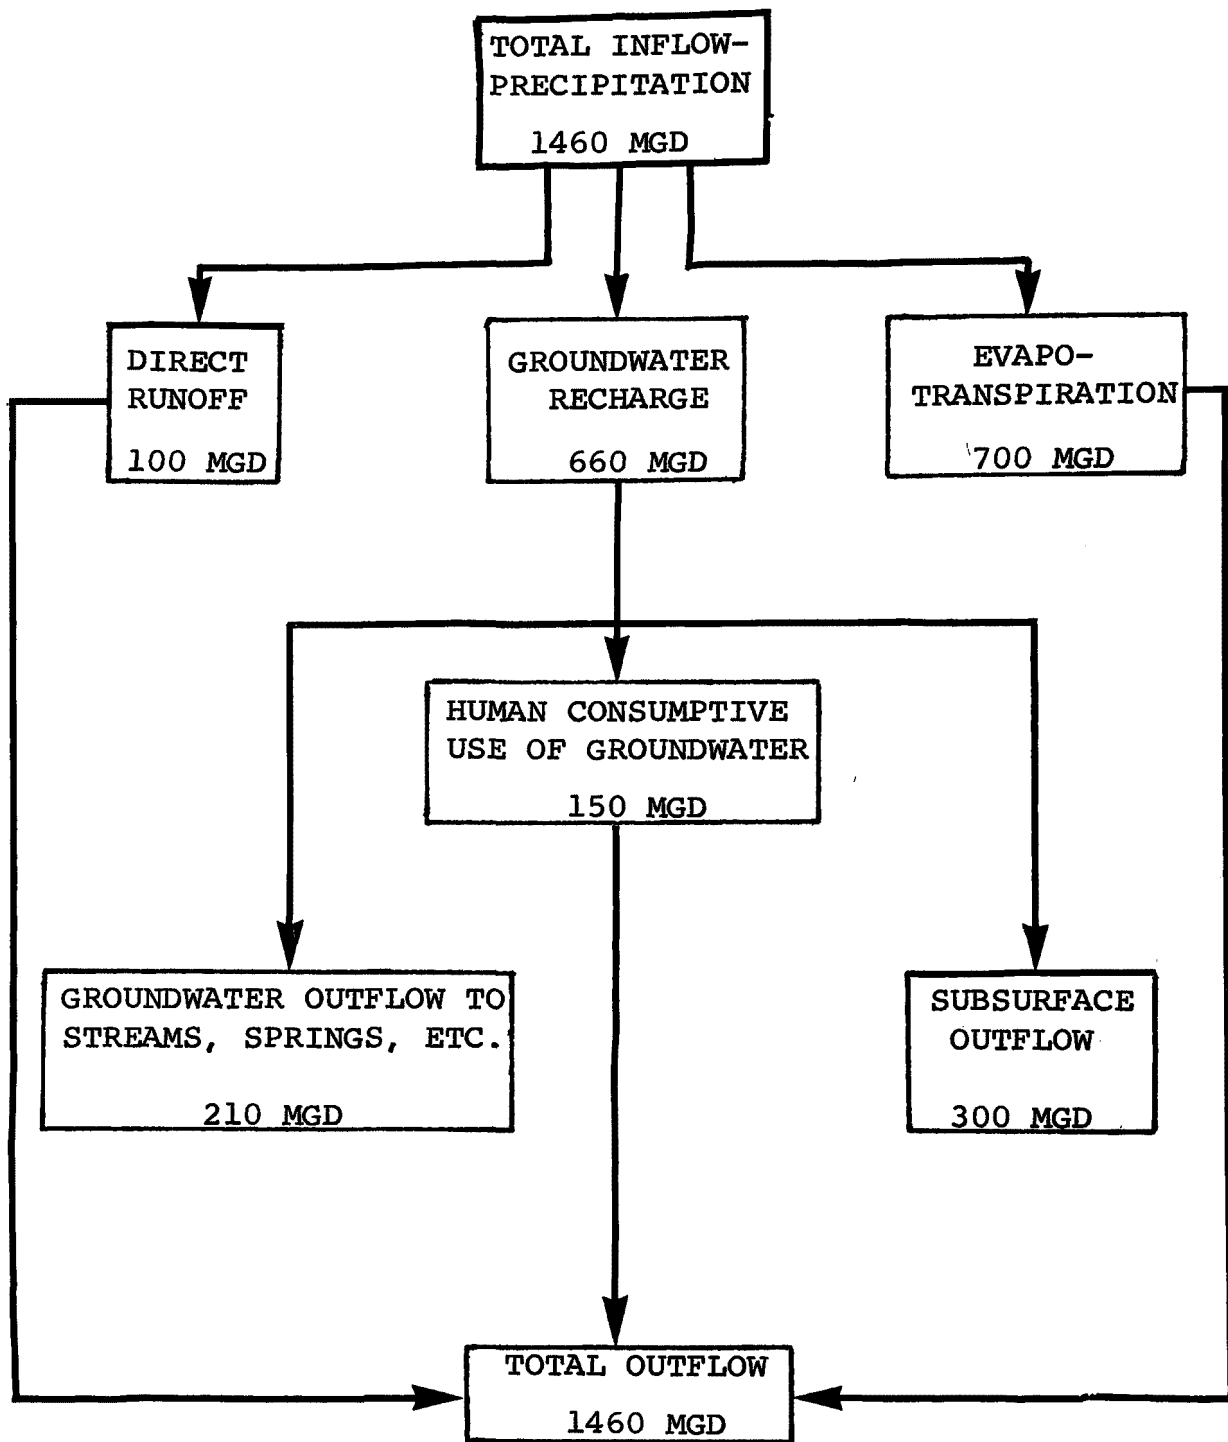 TOTAL INFLOW-
PRECIPITATION
1460 MGD
DIRECT
RUNOFF
100 MGD
GROUNDWATER
RECHARGE
660 MGD
EVAPO-
TRANSPIRATION
700 MGD
HUMAN CONSUMPTIVE
USE OF GROUNDWATER
150 MGD
GROUNDWATER OUTFLOW TO
STREAMS, SPRINGS, ETC.
210 MGD
SUBSURFACE
OUTFLOW
300 MGD
TOTAL OUTFLOW
1460 MGD